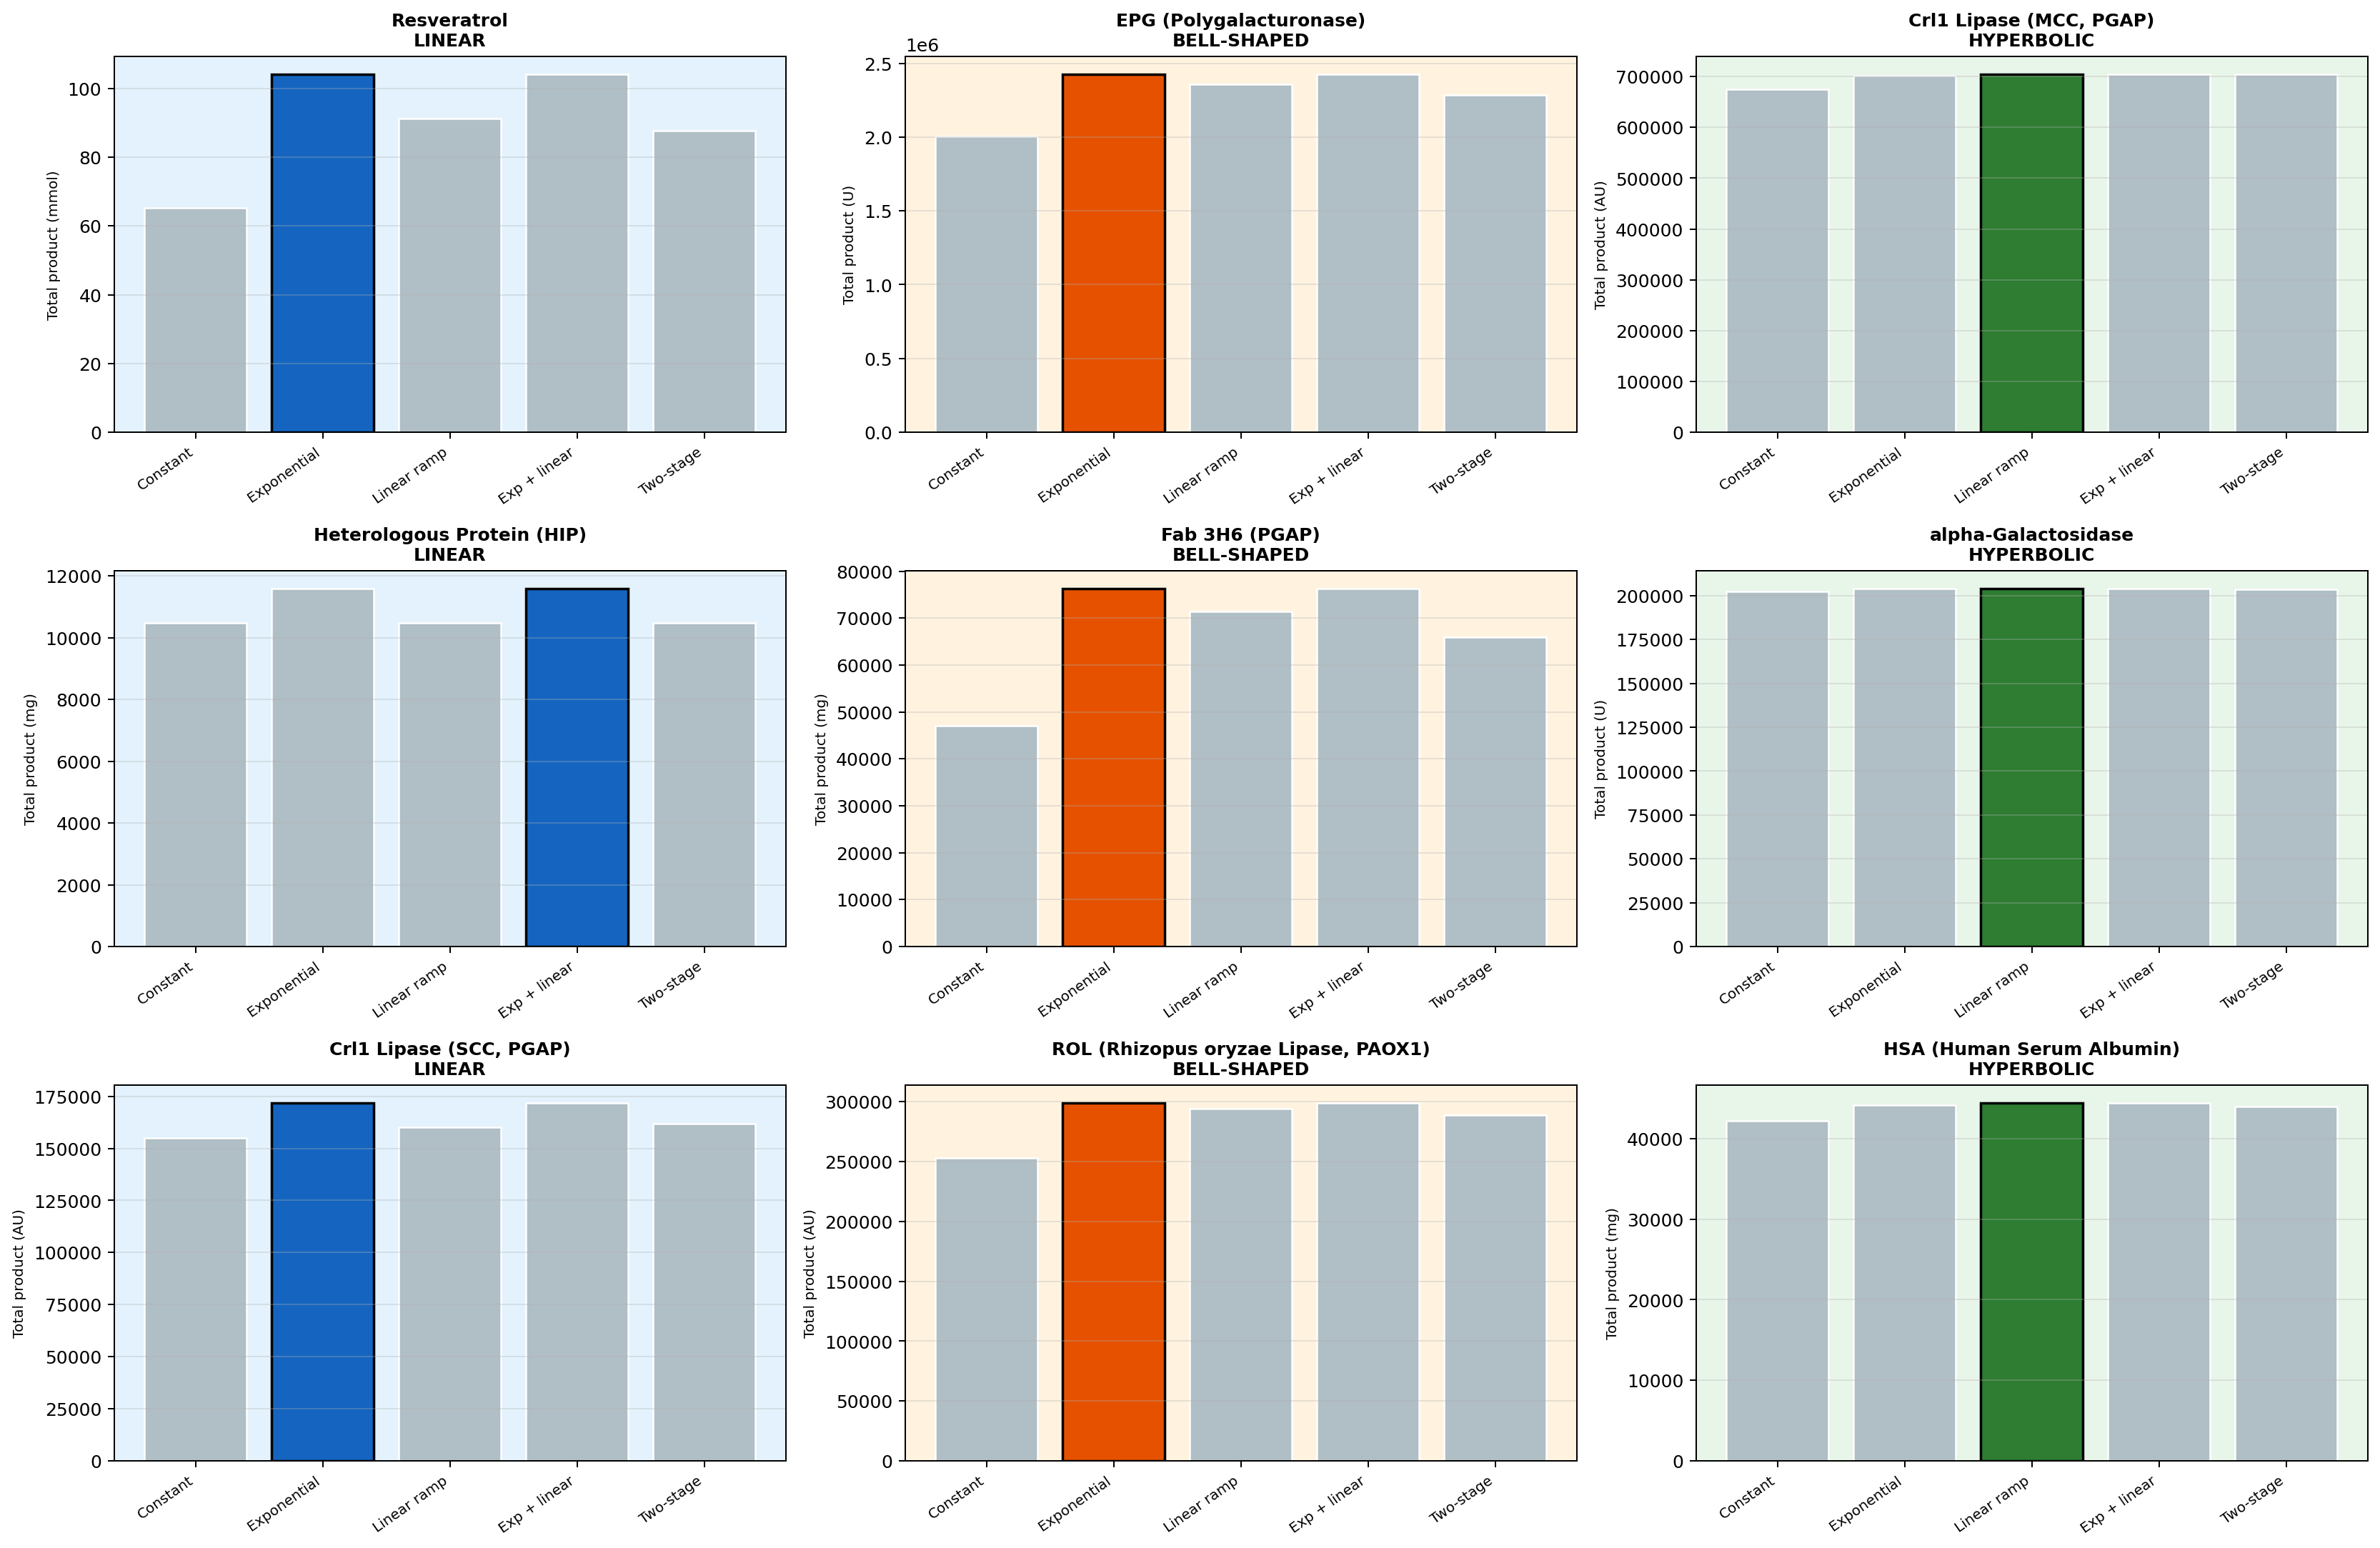 Resveratrol
LINEAR
Total product (mmol)
100
80
60
40
20
0
Constant
Exponential
Linear ramp
Exp + linear
Two-stage
EPG (Polygalacturonase)
BELL-SHAPED
1e6
Total product (U)
2.5
2.0
1.5
1.0
0.5
0.0
Constant
Exponential
Linear ramp
Exp + linear
Two-stage
Crl1 Lipase (MCC, PGAP)
HYPERBOLIC
Total product (AU)
700000
600000
500000
400000
300000
200000
100000
0
Constant
Exponential
Linear ramp
Exp + linear
Two-stage
Heterologous Protein (HIP)
LINEAR
Total product (mg)
12000
10000
8000
6000
4000
2000
0
Constant
Exponential
Linear ramp
Exp + linear
Two-stage
Fab 3H6 (PGAP)
BELL-SHAPED
Total product (mg)
80000
70000
60000
50000
40000
30000
20000
10000
0
Constant
Exponential
Linear ramp
Exp + linear
Two-stage
alpha-Galactosidase
HYPERBOLIC
Total product (U)
200000
175000
150000
125000
100000
75000
50000
25000
0
Constant
Exponential
Linear ramp
Exp + linear
Two-stage
Crl1 Lipase (SCC, PGAP)
LINEAR
Total product (AU)
175000
150000
125000
100000
75000
50000
25000
0
Constant
Exponential
Linear ramp
Exp + linear
Two-stage
ROL (Rhizopus oryzae Lipase, PAOX1)
BELL-SHAPED
Total product (AU)
300000
250000
200000
150000
100000
50000
0
Constant
Exponential
Linear ramp
Exp + linear
Two-stage
HSA (Human Serum Albumin)
HYPERBOLIC
Total product (mg)
40000
30000
20000
10000
0
Constant
Exponential
Linear ramp
Exp + linear
Two-stage